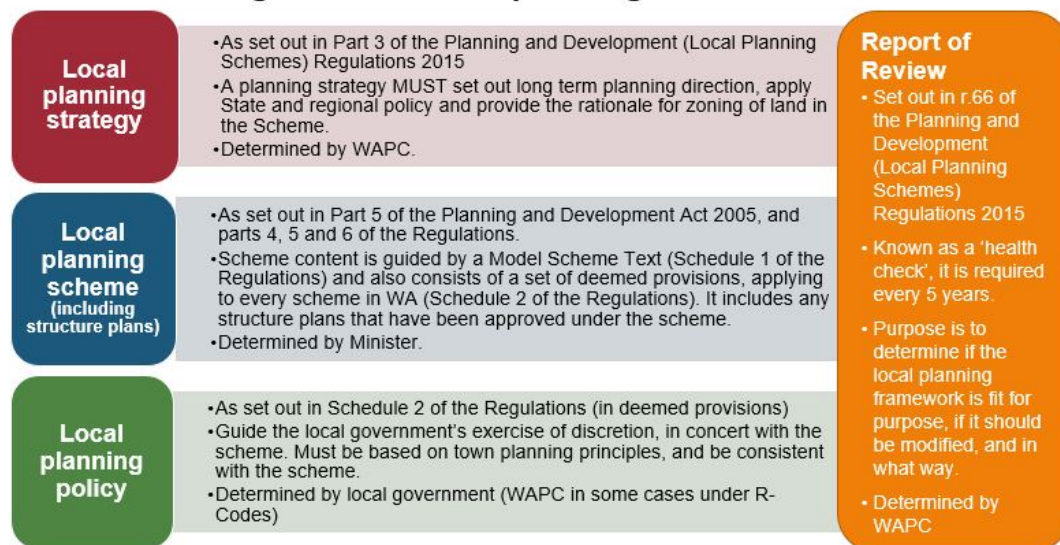 Local
planning
strategy
•As set out in Part 3 of the Planning and Development (Local Planning
Schemes) Regulations 2015
•A planning strategy MUST set out long term planning direction, apply
State and regional policy and provide the rationale for zoning of land in
the Scheme.
•Determined by WAPC.
Local
planning
scheme
(including
structure plans)
•As set out in Part 5 of the Planning and Development Act 2005, and
parts 4, 5 and 6 of the Regulations.
•Scheme content is guided by a Model Scheme Text (Schedule 1 of the
Regulations) and also consists of a set of deemed provisions, applying
to every scheme in WA (Schedule 2 of the Regulations). It includes any
structure plans that have been approved under the scheme.
•Determined by Minister.
Local
planning
policy
•As set out in Schedule 2 of the Regulations (in deemed provisions)
•Guide the local government's exercise of discretion, in concert with the
scheme. Must be based on town planning principles, and be consistent
with the scheme.
•Determined by local government (WAPC in some cases under R-
Codes)
Report of
Review
• Set out in r.66 of
the Planning and
Development
(Local Planning
Schemes)
Regulations 2015
• Known as a ‘health
check’, it is required
every 5 years.
• Purpose is to
determine if the
local planning
framework is fit for
purpose, if it should
be modified, and in
what way.
• Determined by
WAPC